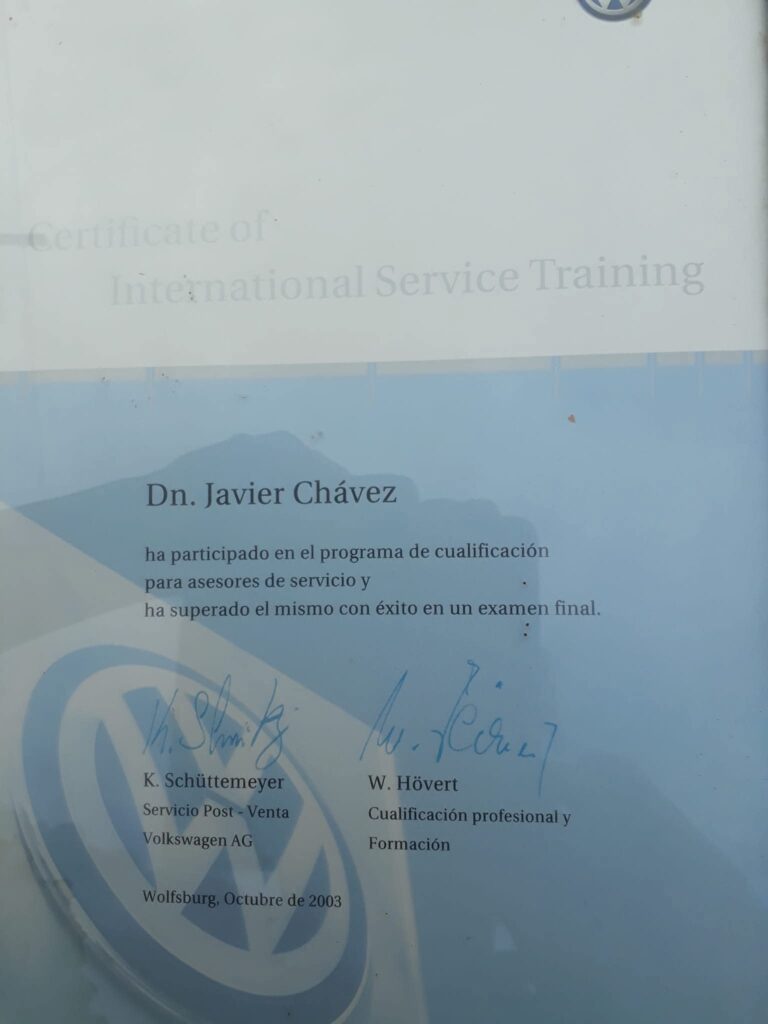 Certificate of
International Service Training
Dn. Javier Chávez
ha participado en el programa de cualificación
para asesores de servicio y
ha superado el mismo con éxito en un examen final.
K. Schüttemeyer
Servicio Post - Venta
Volkswagen AG
W. Hövert
Cualificación profesional y
Formación
Wolfsburg, Octubre de 2003